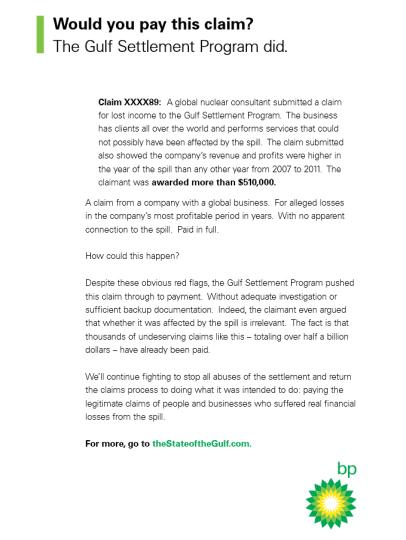 Would you pay this claim?
The Gulf Settlement Program did.
Claim XXXX89:  A global nuclear consultant submitted a claim
for lost income to the Gulf Settlement Program.  The business
has clients all over the world and performs services that could
not possibly have been affected by the spill.  The claim submitted
also showed the company's revenue and profits were higher in
the year of the spill than any other year from 2007 to 2011.  The
claimant was awarded more than $510,000.
A claim from a company with a global business.  For alleged losses
in the company's most profitable period in years.  With no apparent
connection to the spill.  Paid in full.
How could this happen?
Despite these obvious red flags, the Gulf Settlement Program pushed
this claim through to payment.  Without adequate investigation or
sufficient backup documentation.  Indeed, the claimant even argued
that whether it was affected by the spill is irrelevant.  The fact is that
thousands of undeserving claims like this – totaling over half a billion
dollars – have already been paid.
We'll continue fighting to stop all abuses of the settlement and return
the claims process to doing what it was intended to do: paying the
legitimate claims of people and businesses who suffered real financial
losses from the spill.
For more, go to theStateoftheGulf.com.
bp